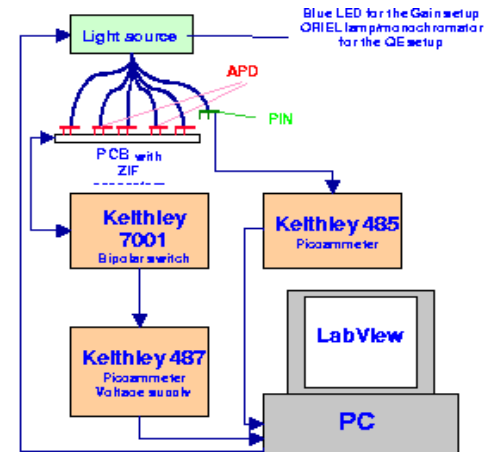 Blue LED for the Gain setup
ORIEL lamp/monochromator
for the QE setup
Light source
APD
PIN
PCB with
ZIF
Keithley
7001
Bipolar switch
Keithley 485
Picoammeter
Keithley 487
Picoammeter
Voltage supply
LabView
PC